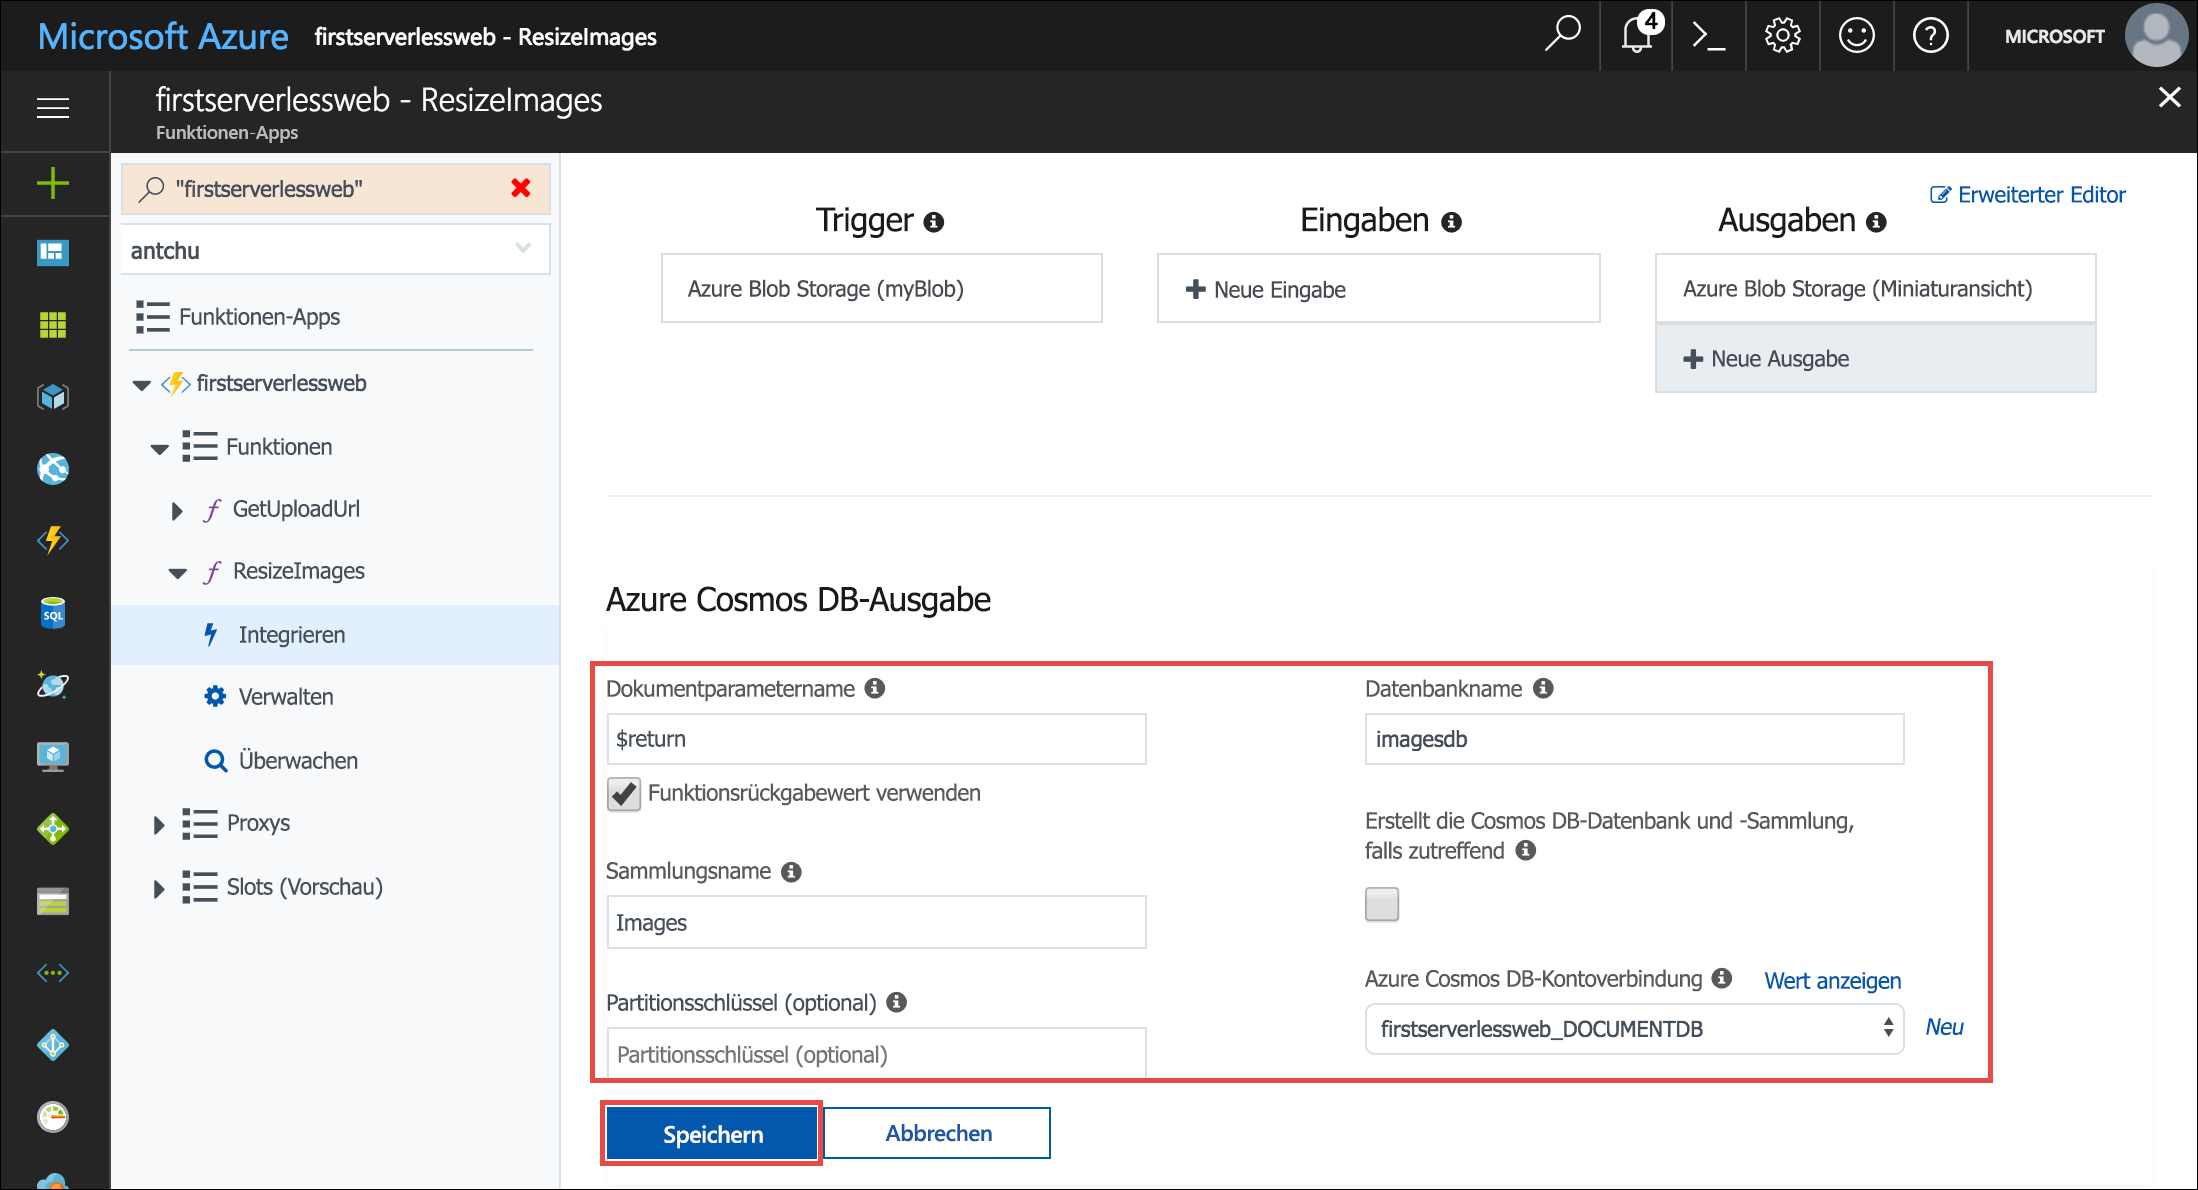 Microsoft Azure firstserverlessweb - ResizeImages
4
MICROSOFT
firstserverlessweb - ResizeImages
Funktionen-Apps
"firstserverlessweb"
antchu
Funktionen-Apps
firstserverlessweb
Funktionen
GetUploadUrl
ResizeImages
Integrieren
Verwalten
Überwachen
Proxys
Slots (Vorschau)
SQL
Erweiterter Editor
Trigger
Azure Blob Storage (myBlob)
Eingaben
Neue Eingabe
Ausgaben
Azure Blob Storage (Miniaturansicht)
Neue Ausgabe
Azure Cosmos DB-Ausgabe
Dokumentparametername
$return
Funktionsrückgabewert verwenden
Sammlungsname
Images
Partitionsschlüssel (optional)
Partitionsschlüssel (optional)
Datenbankname
imagesdb
Erstellt die Cosmos DB-Datenbank und -Sammlung,
falls zutreffend
Azure Cosmos DB-Kontoverbindung Wert anzeigen
firstserverlessweb_DOCUMENTDB
Neu
Speichern
Abbrechen